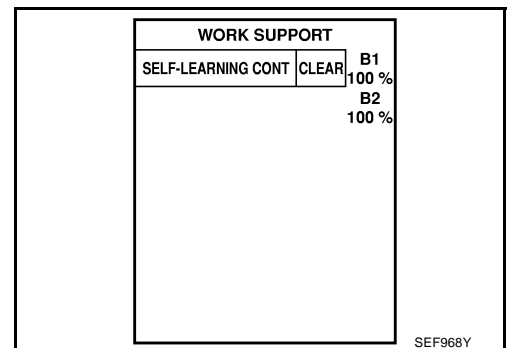 WORK SUPPORT
SELF-LEARNING CONT CLEAR B1
100 %
B2
100 %
SEF968Y